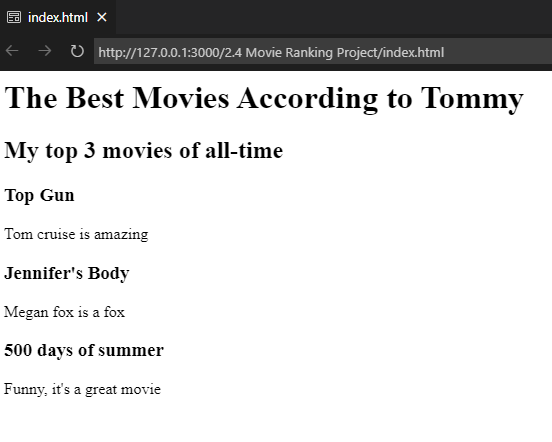 index.html
http://127.0.0.1:3000/2.4 Movie Ranking Project/index.html
The Best Movies According to Tommy
My top 3 movies of all-time
Top Gun
Tom cruise is amazing
Jennifer's Body
Megan fox is a fox
500 days of summer
Funny, it's a great movie